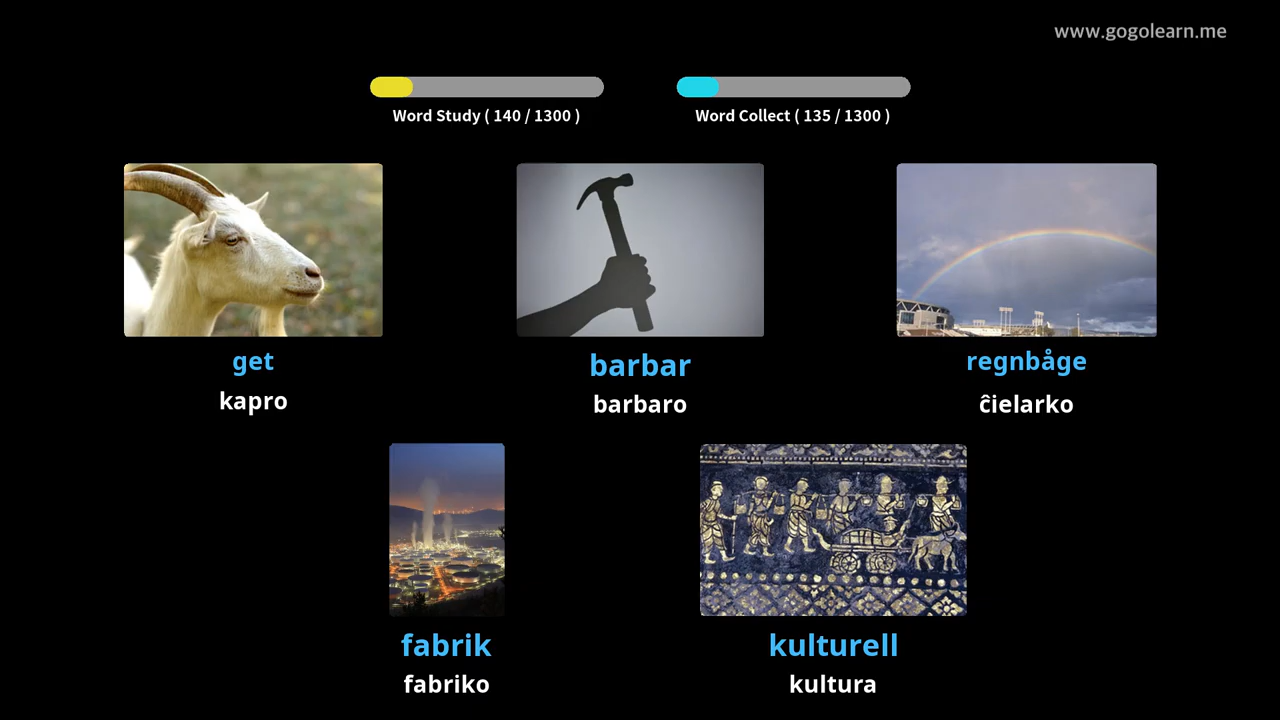 www.gogolearn.me
Word Study ( 140 / 1300 )
Word Collect ( 135 / 1300 )
get
kapro
barbar
barbaro
regnbåge
ĉielarko
fabrik
fabriko
kulturell
kultura